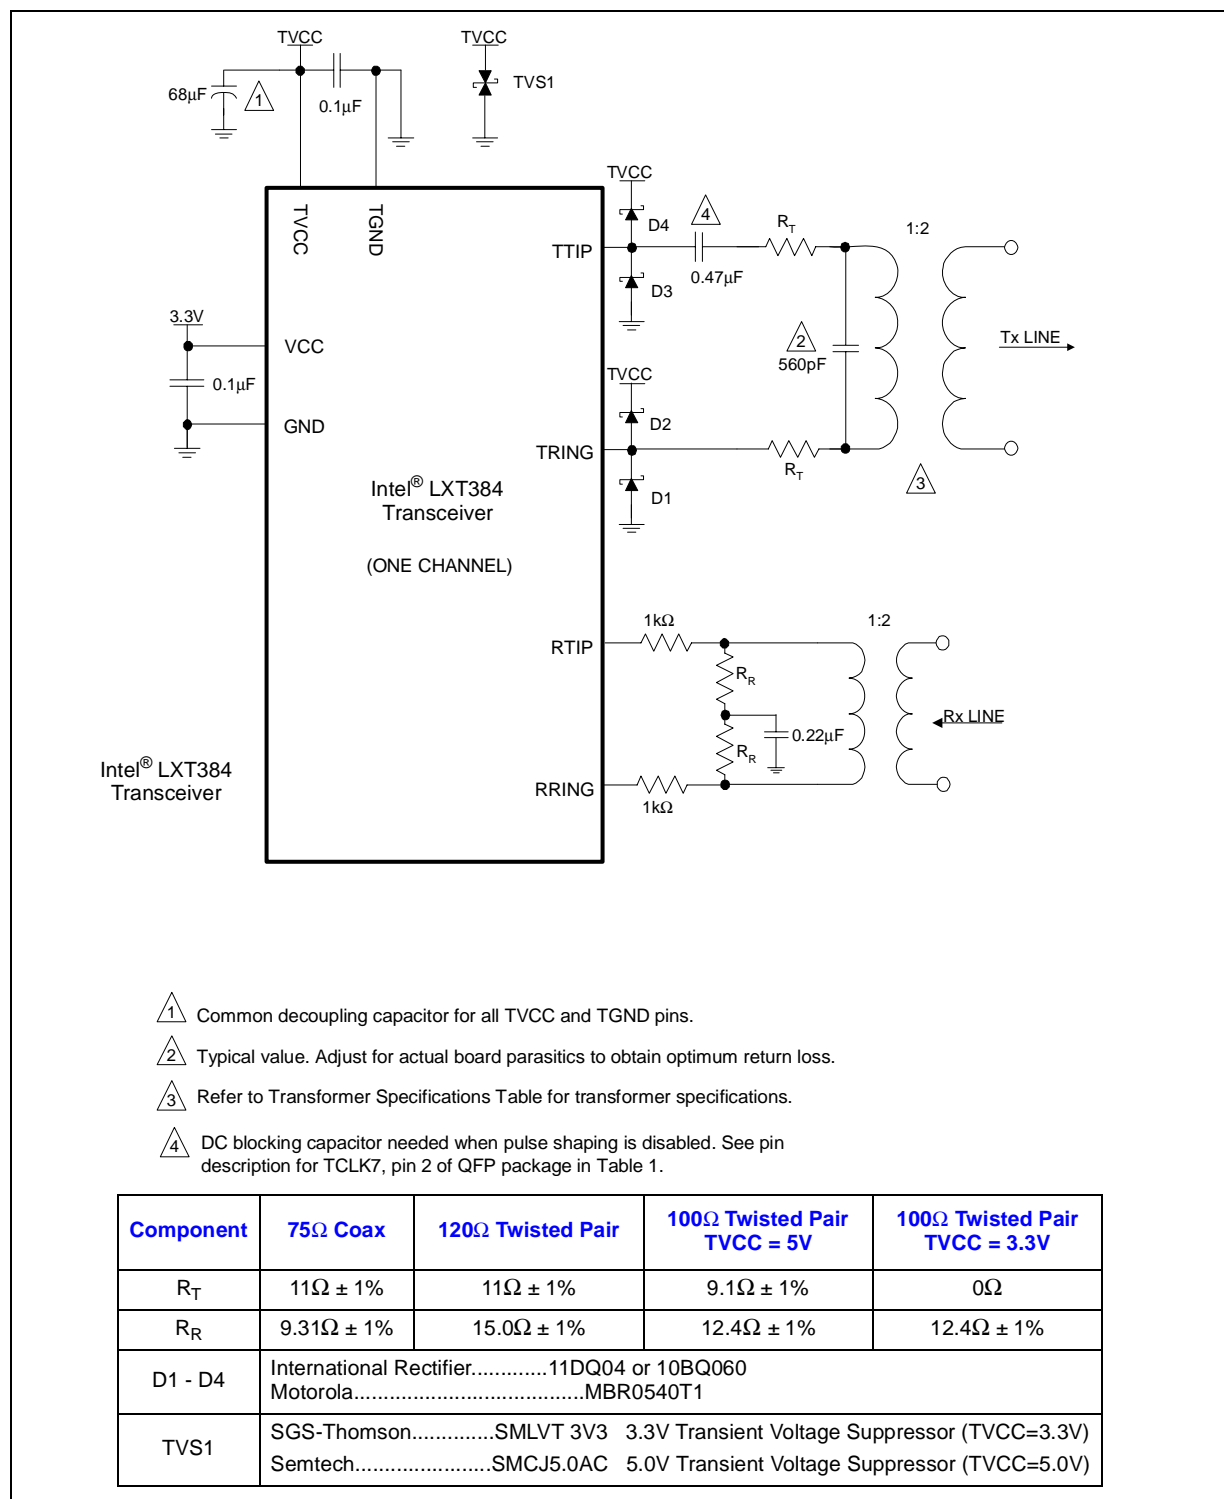 TVCC
TVCC
68µF
1
0.1µF
TVS1
TVCC
TGND
TVCC
D4
4
R_T
1:2
TTIP
0.47µF
D3
3.3V
VCC
0.1µF
GND
2
560pF
Tx LINE
TVCC
D2
TRING
R_T
3
D1
Intel® LXT384
Transceiver
(ONE CHANNEL)
1kΩ
1:2
RTIP
R_R
0.22µF
Rx LINE
R_R
RRING
1kΩ
Intel® LXT384
Transceiver
1 Common decoupling capacitor for all TVCC and TGND pins.
2 Typical value. Adjust for actual board parasitics to obtain optimum return loss.
3 Refer to Transformer Specifications Table for transformer specifications.
4 DC blocking capacitor needed when pulse shaping is disabled. See pin
description for TCLK7, pin 2 of QFP package in Table 1.
Component 75Ω Coax 120Ω Twisted Pair 100Ω Twisted Pair TVCC = 5V 100Ω Twisted Pair TVCC = 3.3V
R_T 11Ω ± 1% 11Ω ± 1% 9.1Ω ± 1% 0Ω
R_R 9.31Ω ± 1% 15.0Ω ± 1% 12.4Ω ± 1% 12.4Ω ± 1%
D1 - D4 International Rectifier.............11DQ04 or 10BQ060
Motorola.......................................MBR0540T1
TVS1 SGS-Thomson..............SMLVT 3V3 3.3V Transient Voltage Suppressor (TVCC=3.3V)
Semtech.......................SMCJ5.0AC 5.0V Transient Voltage Suppressor (TVCC=5.0V)